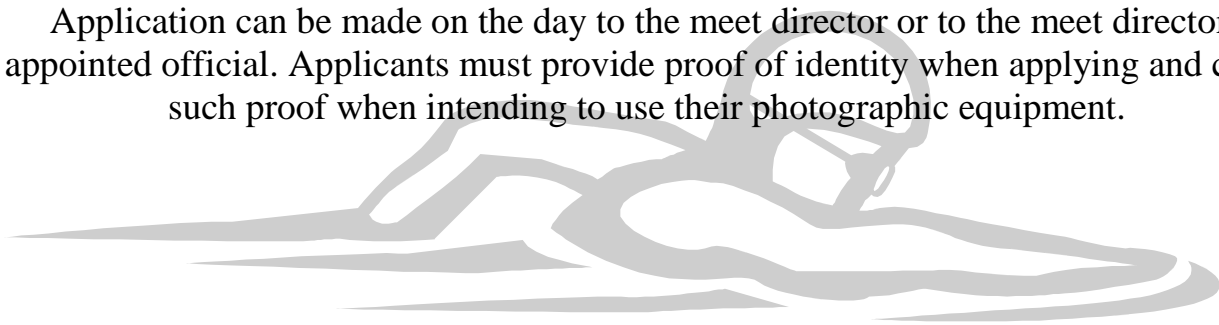 Application can be made on the day to the meet director or to the meet director
appointed official. Applicants must provide proof of identity when applying and
such proof when intending to use their photographic equipment.